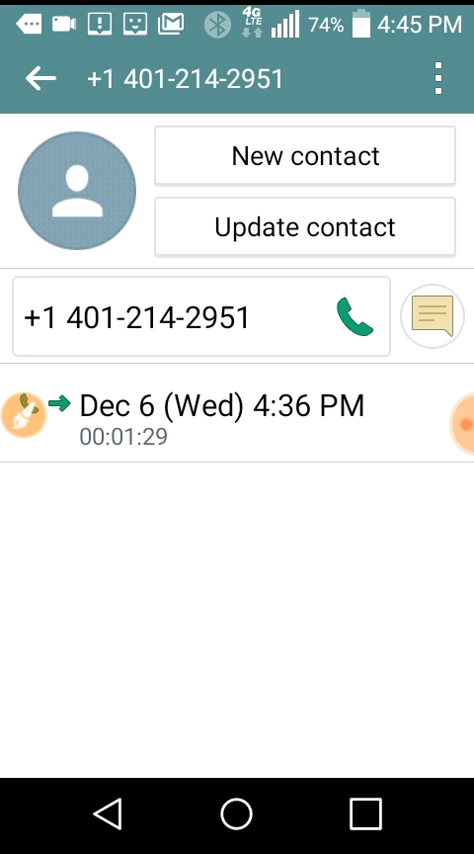 4G LTE 74% 4:45 PM
+1 401-214-2951
New contact
Update contact
+1 401-214-2951
Dec 6 (Wed) 4:36 PM
00:01:29